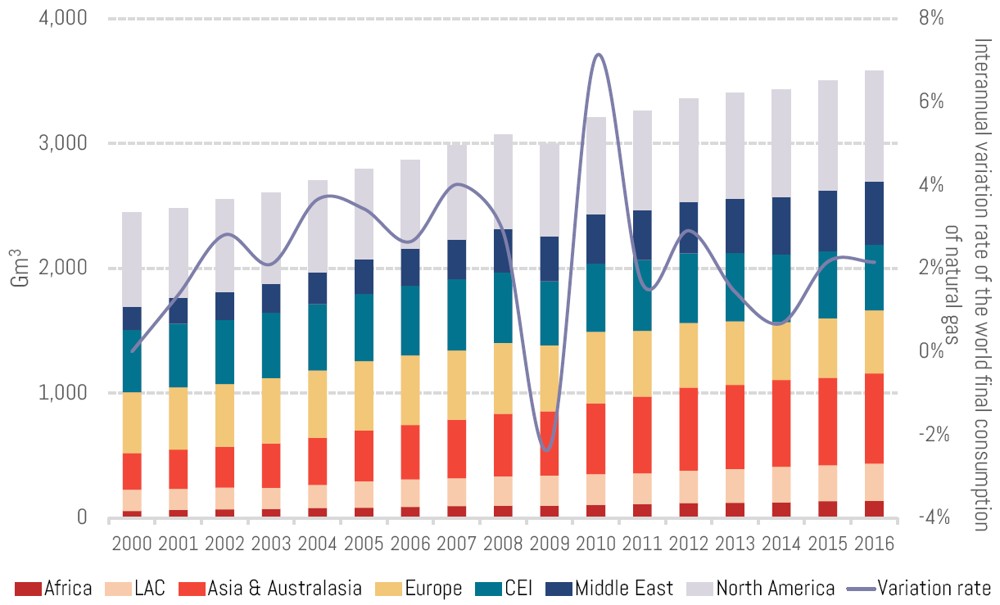 4,000
3,000
2,000
1,000
0
Gm³
8%
6%
4%
2%
0%
-2%
-4%
Interannual variation rate of the world final consumption
of natural gas
2000 2001 2002 2003 2004 2005 2006 2007 2008 2009 2010 2011 2012 2013 2014 2015 2016
Africa LAC Asia & Australasia Europe CEI Middle East North America Variation rate